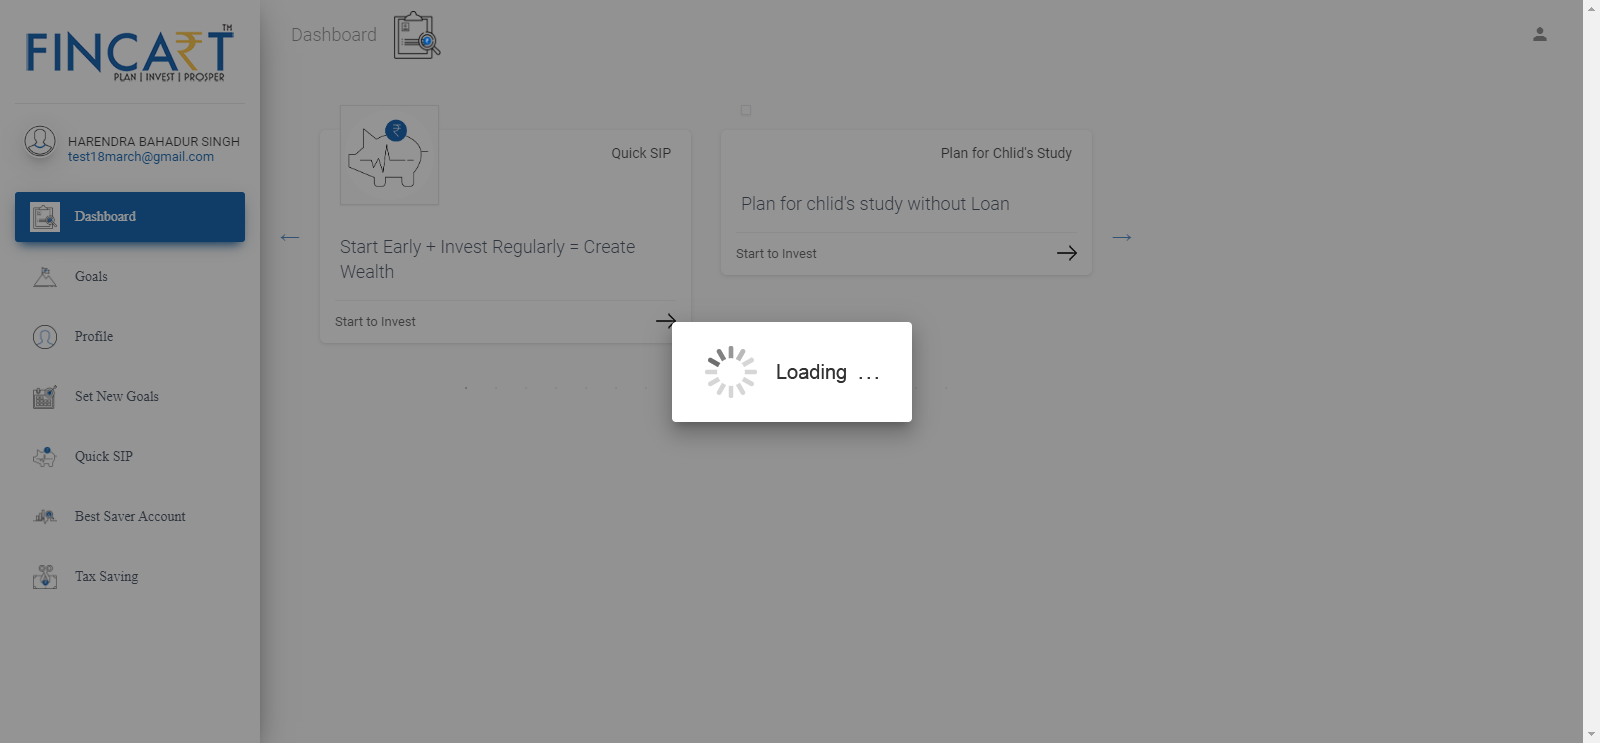 FINCART™
PLAN | INVEST | PROSPER
HARENDRA BAHADUR SINGH
test18march@gmail.com
Dashboard
Goals
Profile
Set New Goals
Quick SIP
Best Saver Account
Tax Saving
Dashboard
Quick SIP
Start Early + Invest Regularly = Create
Wealth
Start to Invest
Plan for Chlid's Study
Plan for chlid's study without Loan
Start to Invest
Loading ...